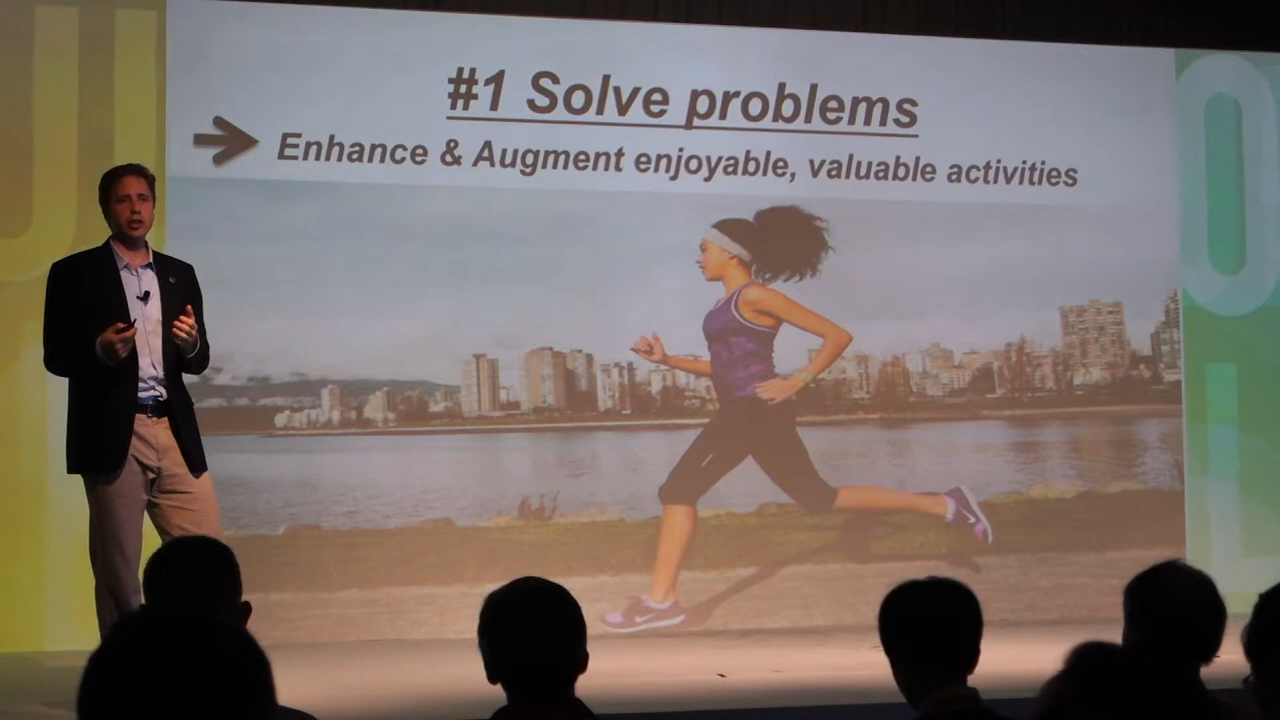 #1 Solve problems
Enhance & Augment enjoyable, valuable activities